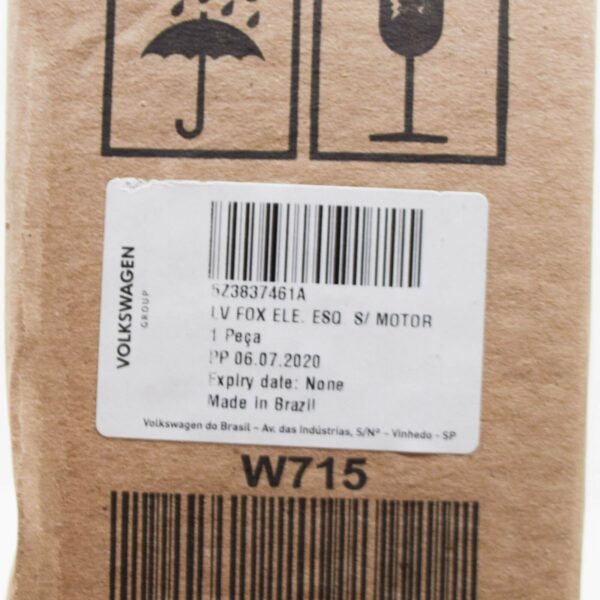 VOLKSWAGEN
GROUP
5Z3837461A
LV FOX ELE. ESQ. S/ MOTOR
1 Peça
PP 06.07.2020
Expiry date: None
Made in Brazil
Volkswagen do Brasil – Av. das Indústrias, S/Nº – Vinhedo - SP
W715